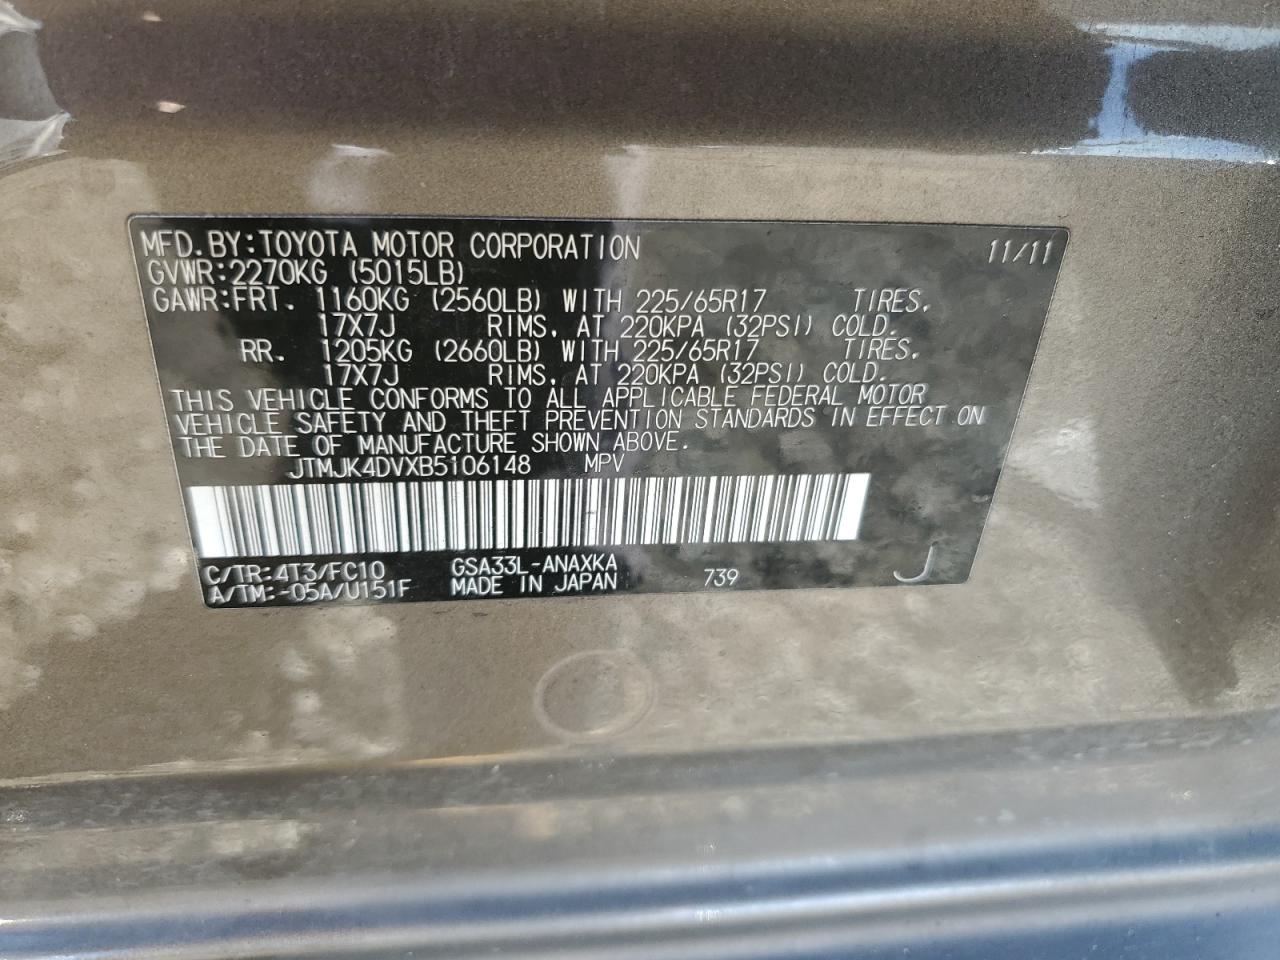 MFD.BY:TOYOTA MOTOR CORPORATION 11/11
GVWR:2270KG (5015LB)
GAWR:FRT. 1160KG (2560LB) WITH 225/65R17 TIRES,
17X7J RIMS, AT 220KPA (32PSI) COLD.
RR. 1205KG (2660LB) WITH 225/65R17 TIRES,
17X7J RIMS, AT 220KPA (32PSI) COLD.
THIS VEHICLE CONFORMS TO ALL APPLICABLE FEDERAL MOTOR
VEHICLE SAFETY AND THEFT PREVENTION STANDARDS IN EFFECT ON
THE DATE OF MANUFACTURE SHOWN ABOVE.
JTMJK4DVXB5106148 MPV
C/TR:4T3/FC10 GSA33L-ANAXKA
A/TM:-05A/U151F MADE IN JAPAN 739 J